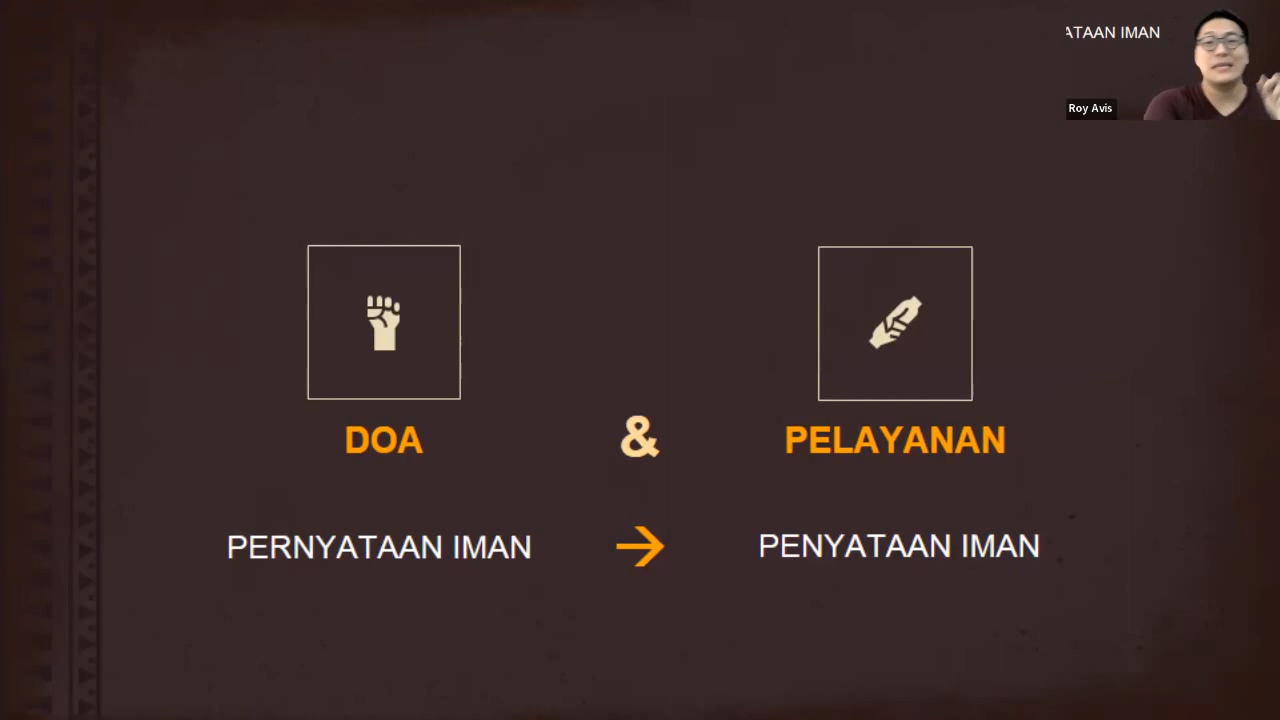 ATAAN IMAN
Roy Avis
DOA
&
PELAYANAN
PERNYATAAN IMAN
PENYATAAN IMAN